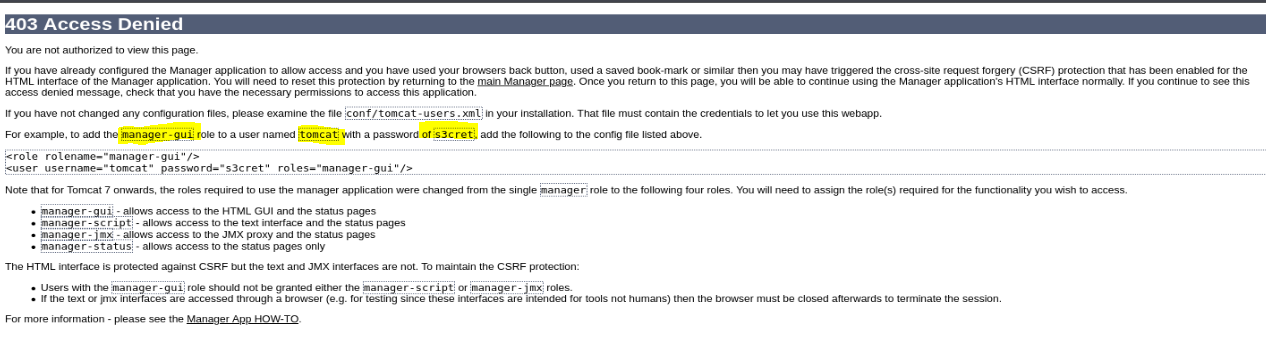 403 Access Denied
You are not authorized to view this page.
If you have already configured the Manager application to allow access and you have used your browsers back button, used a saved book-mark or similar then you may have triggered the cross-site request forgery (CSRF) protection that has been enabled for the
HTML interface of the Manager application. You will need to reset this protection by returning to the main Manager page. Once you return to this page, you will be able to continue using the Manager application's HTML interface normally. If you continue to see this
access denied message, check that you have the necessary permissions to access this application.
If you have not changed any configuration files, please examine the file conf/tomcat-users.xml in your installation. That file must contain the credentials to let you use this webapp.
For example, to add the manager-gui role to a user named tomcat with a password of s3cret, add the following to the config file listed above.
<role rolename="manager-gui"/>
<user username="tomcat" password="s3cret" roles="manager-gui"/>
Note that for Tomcat 7 onwards, the roles required to use the manager application were changed from the single manager role to the following four roles. You will need to assign the role(s) required for the functionality you wish to access.
• manager-gui - allows access to the HTML GUI and the status pages
• manager-script - allows access to the text interface and the status pages
• manager-jmx - allows access to the JMX proxy and the status pages
• manager-status - allows access to the status pages only
The HTML interface is protected against CSRF but the text and JMX interfaces are not. To maintain the CSRF protection:
• Users with the manager-gui role should not be granted either the manager-script or manager-jmx roles.
• If the text or jmx interfaces are accessed through a browser (e.g. for testing since these interfaces are intended for tools not humans) then the browser must be closed afterwards to terminate the session.
For more information - please see the Manager App HOW-TO.